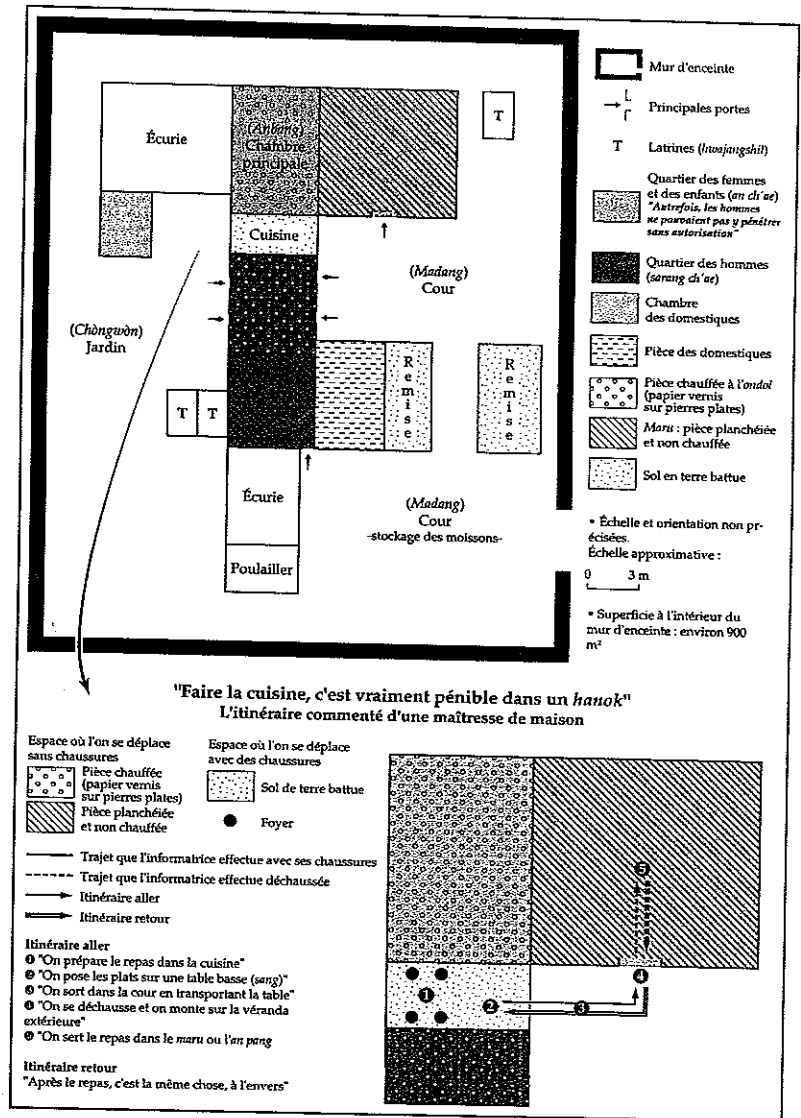 Écurie
(Anbang)
Chambre
principale
T
Cuisine
(Madang)
Cour
(Chòngwòn)
Jardin
T
T
Remise
Remise
Écurie
(Madang)
Cour
-stockage des moissons-
Poulailler
Mur d'enceinte
Principales portes
T
Latrines (hwajangshil)
Quartier des femmes
et des enfants (an ch'ae)
"Autrefois, les hommes
ne pouvaient pas y pénétrer
sans autorisation"
Quartier des hommes
(sarang ch'ae)
Chambre
des domestiques
Pièce des domestiques
Pièce chauffée à l'ondol
(papier vernis
sur pierres plates)
Maru : pièce planchéiée
et non chauffée
Sol en terre battue
• Échelle et orientation non pré-
cisées.
Échelle approximative :
0 3 m
• Superficie à l'intérieur du
mur d'enceinte : environ 900
m²
"Faire la cuisine, c'est vraiment pénible dans un hanok"
L'itinéraire commenté d'une maîtresse de maison
Espace où l'on se déplace
sans chaussures
Pièce chauffée
(papier vernis
sur pierres plates)
Pièce planchéiée
et non chauffée
Espace où l'on se déplace
avec des chaussures
Sol de terre battue
Foyer
Trajet que l'informatrice effectue avec ses chaussures
Trajet que l'informatrice effectue déchaussée
Itinéraire aller
Itinéraire retour
Itinéraire aller
❶ "On prépare le repas dans la cuisine"
❷ "On pose les plats sur une table basse (sang)"
❸ "On sort dans la cour en transportant la table"
❹ "On se déchausse et on monte sur la véranda
extérieure"
❺ "On sert le repas dans le maru ou l'an pang
Itinéraire retour
"Après le repas, c'est la même chose, à l'envers"
❺
❹
❶
❷
❸